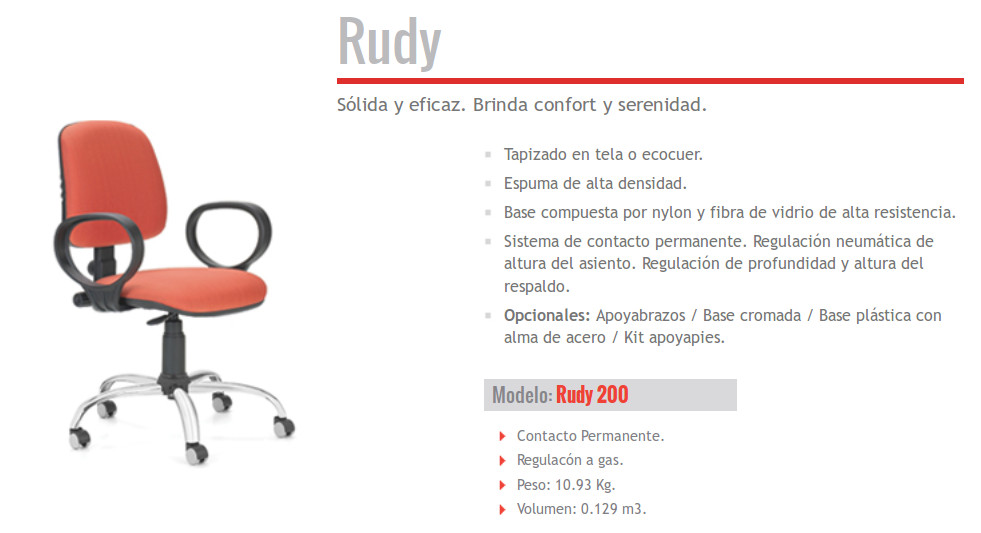 Rudy
Sólida y eficaz. Brinda confort y serenidad.
Tapizado en tela o ecocuer.
Espuma de alta densidad.
Base compuesta por nylon y fibra de vidrio de alta resistencia.
Sistema de contacto permanente. Regulación neumática de
altura del asiento. Regulación de profundidad y altura del
respaldo.
Opcionales: Apoyabrazos / Base cromada / Base plástica con
alma de acero / Kit apoyapies.
Modelo: Rudy 200
Contacto Permanente.
Regulacón a gas.
Peso: 10.93 Kg.
Volumen: 0.129 m3.